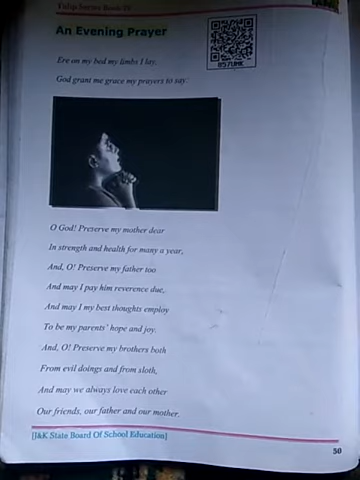 Tulip Series Book IV
An Evening Prayer
Ere on my bed my limbs I lay,
God grant me grace my prayers to say:
O God! Preserve my mother dear
In strength and health for many a year,
And, O! Preserve my father too
And may I pay him reverence due,
And may I my best thoughts employ
To be my parents' hope and joy.
And, O! Preserve my brothers both
From evil doings and from sloth,
And may we always love each other
Our friends, our father and our mother.
[J&K State Board Of School Education]
50